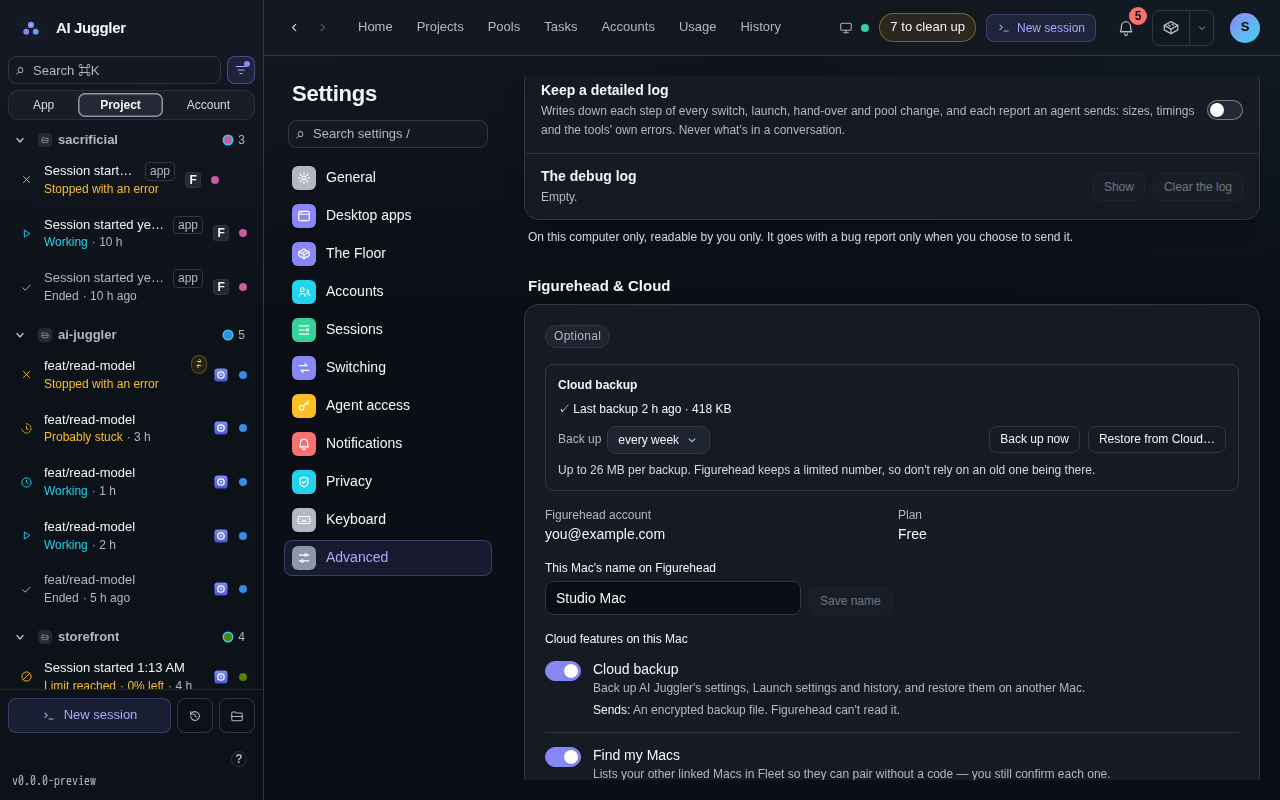 AI Juggler
Home
Projects
Pools
Tasks
Accounts
Usage
History
7 to clean up
New session
5
S
Search ⌘K
App
Project
Account
sacrificial
3
Session start…
app
F
Stopped with an error
Session started ye…
app
F
Working · 10 h
Session started ye…
app
F
Ended · 10 h ago
ai-juggler
5
feat/read-model
Stopped with an error
feat/read-model
Probably stuck · 3 h
feat/read-model
Working · 1 h
feat/read-model
Working · 2 h
feat/read-model
Ended · 5 h ago
storefront
4
Session started 1:13 AM
Limit reached · 0% left · 4 h
New session
?
v0.0.0-preview
Settings
Search settings /
General
Desktop apps
The Floor
Accounts
Sessions
Switching
Agent access
Notifications
Privacy
Keyboard
Advanced
Keep a detailed log
Writes down each step of every switch, launch, hand-over and pool change, and each report an agent sends: sizes, timings
and the tools' own errors. Never what's in a conversation.
The debug log
Empty.
Show
Clear the log
On this computer only, readable by you only. It goes with a bug report only when you choose to send it.
Figurehead & Cloud
Optional
Cloud backup
✓ Last backup 2 h ago · 418 KB
Back up
every week
Back up now
Restore from Cloud…
Up to 26 MB per backup. Figurehead keeps a limited number, so don't rely on an old one being there.
Figurehead account
Plan
you@example.com
Free
This Mac's name on Figurehead
Studio Mac
Save name
Cloud features on this Mac
Cloud backup
Back up AI Juggler's settings, Launch settings and history, and restore them on another Mac.
Sends: An encrypted backup file. Figurehead can't read it.
Find my Macs
Lists your other linked Macs in Fleet so they can pair without a code — you still confirm each one.